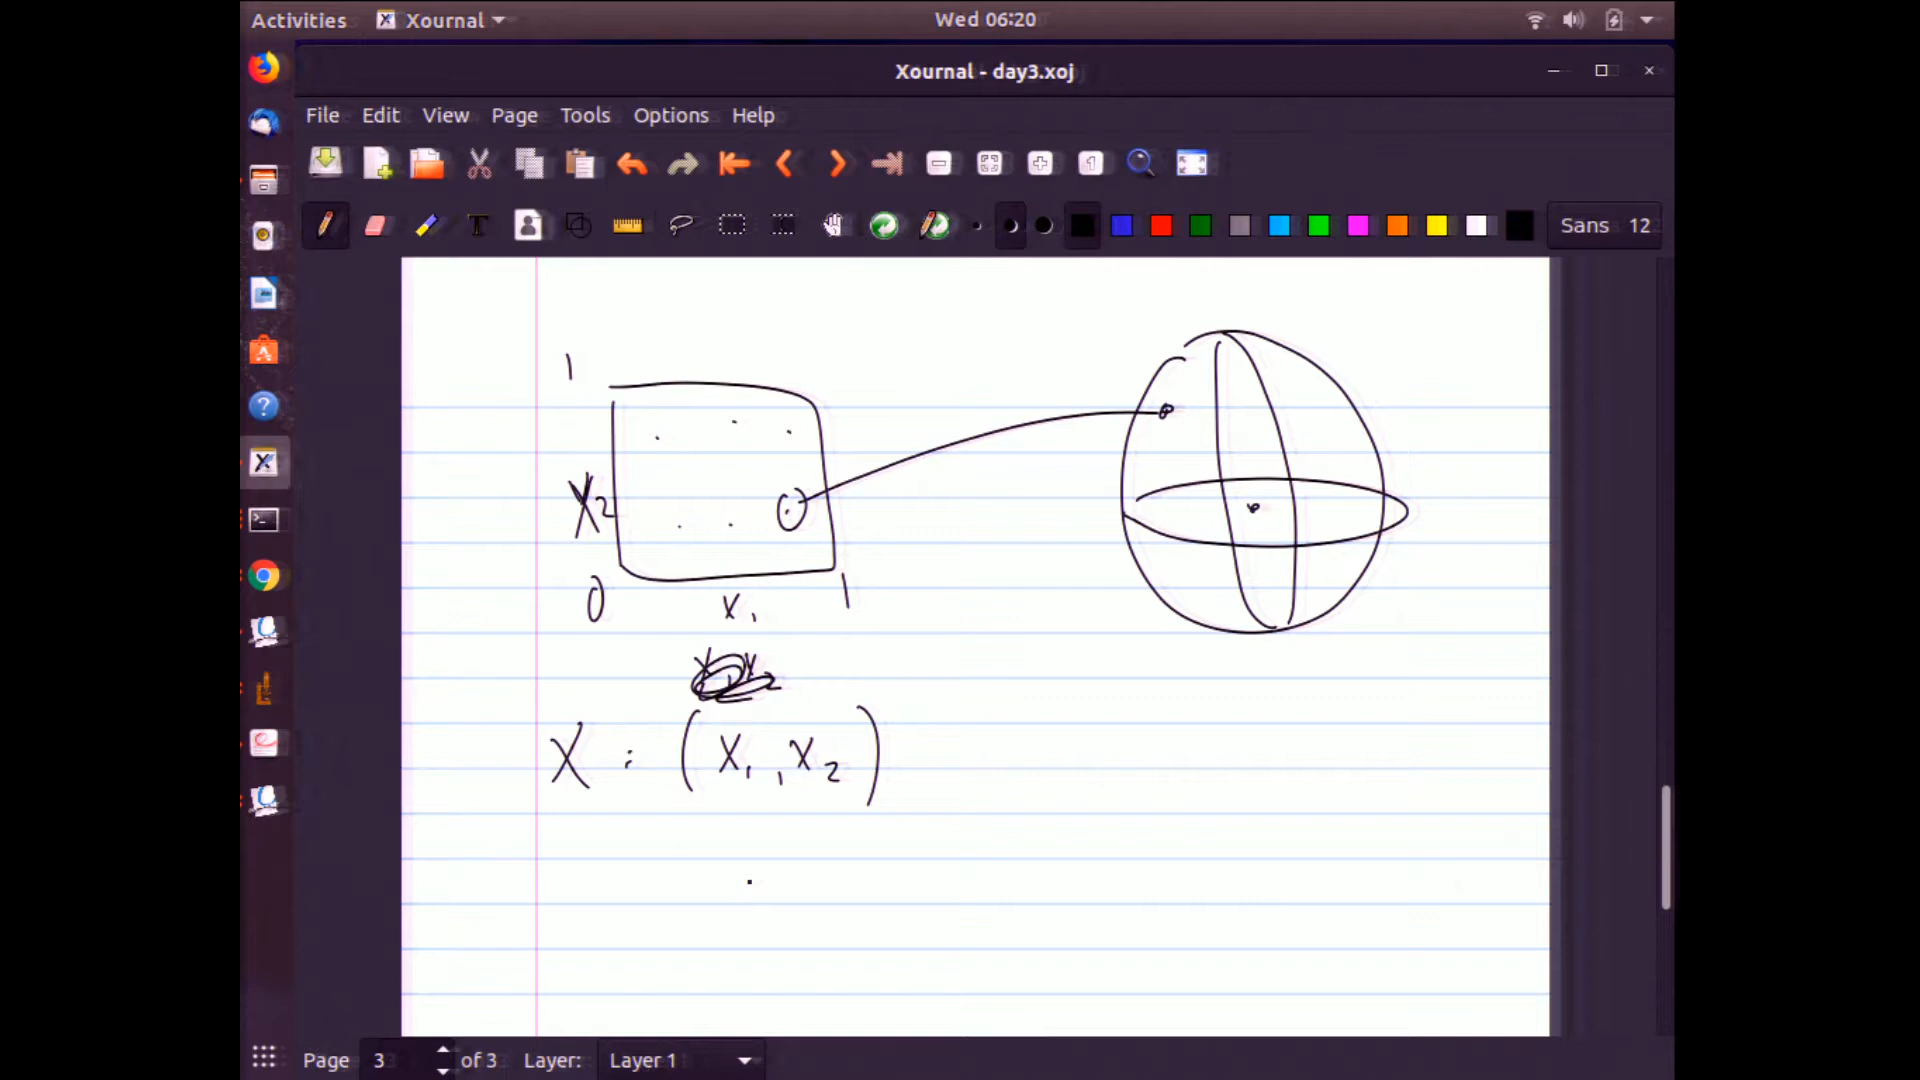 Activities Xournal Wed 06:20
Xournal - day3.xoj
File Edit View Page Tools Options Help
Sans 12
1
X2
0 X1 1
X : (X1, X2)
Page 33 of 3 Layer: Layer 1